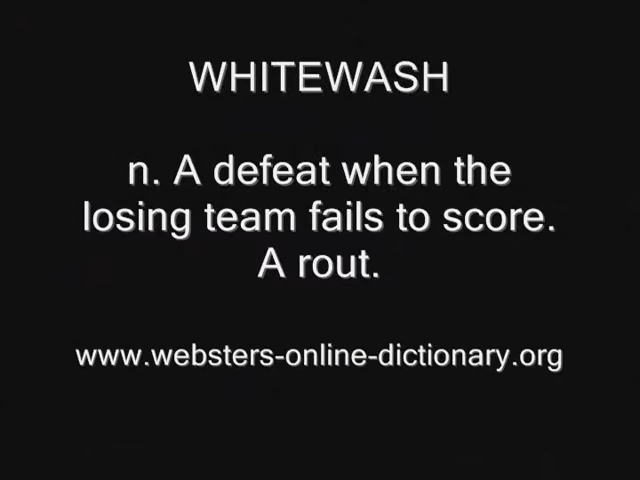 WHITEWASH
n. A defeat when the
losing team fails to score.
A rout.
www.websters-online-dictionary.org